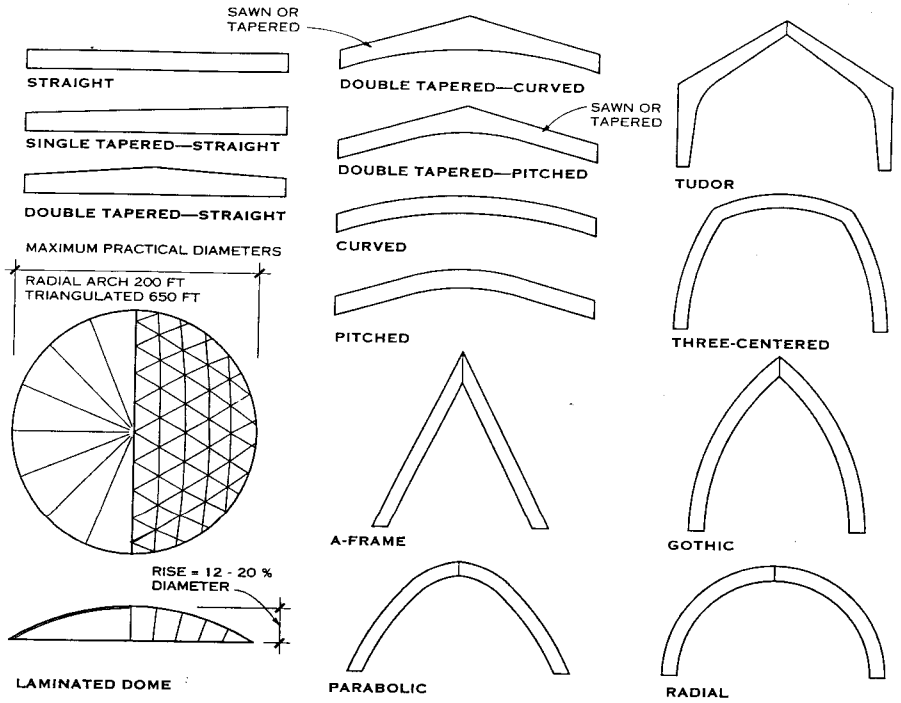 STRAIGHT
SINGLE TAPERED—STRAIGHT
DOUBLE TAPERED—STRAIGHT
MAXIMUM PRACTICAL DIAMETERS
RADIAL ARCH 200 FT
TRIANGULATED 650 FT
RISE = 12 - 20 %
DIAMETER
LAMINATED DOME
SAWN OR
TAPERED
DOUBLE TAPERED—CURVED
SAWN OR
TAPERED
DOUBLE TAPERED—PITCHED
CURVED
PITCHED
A-FRAME
PARABOLIC
TUDOR
THREE-CENTERED
GOTHIC
RADIAL